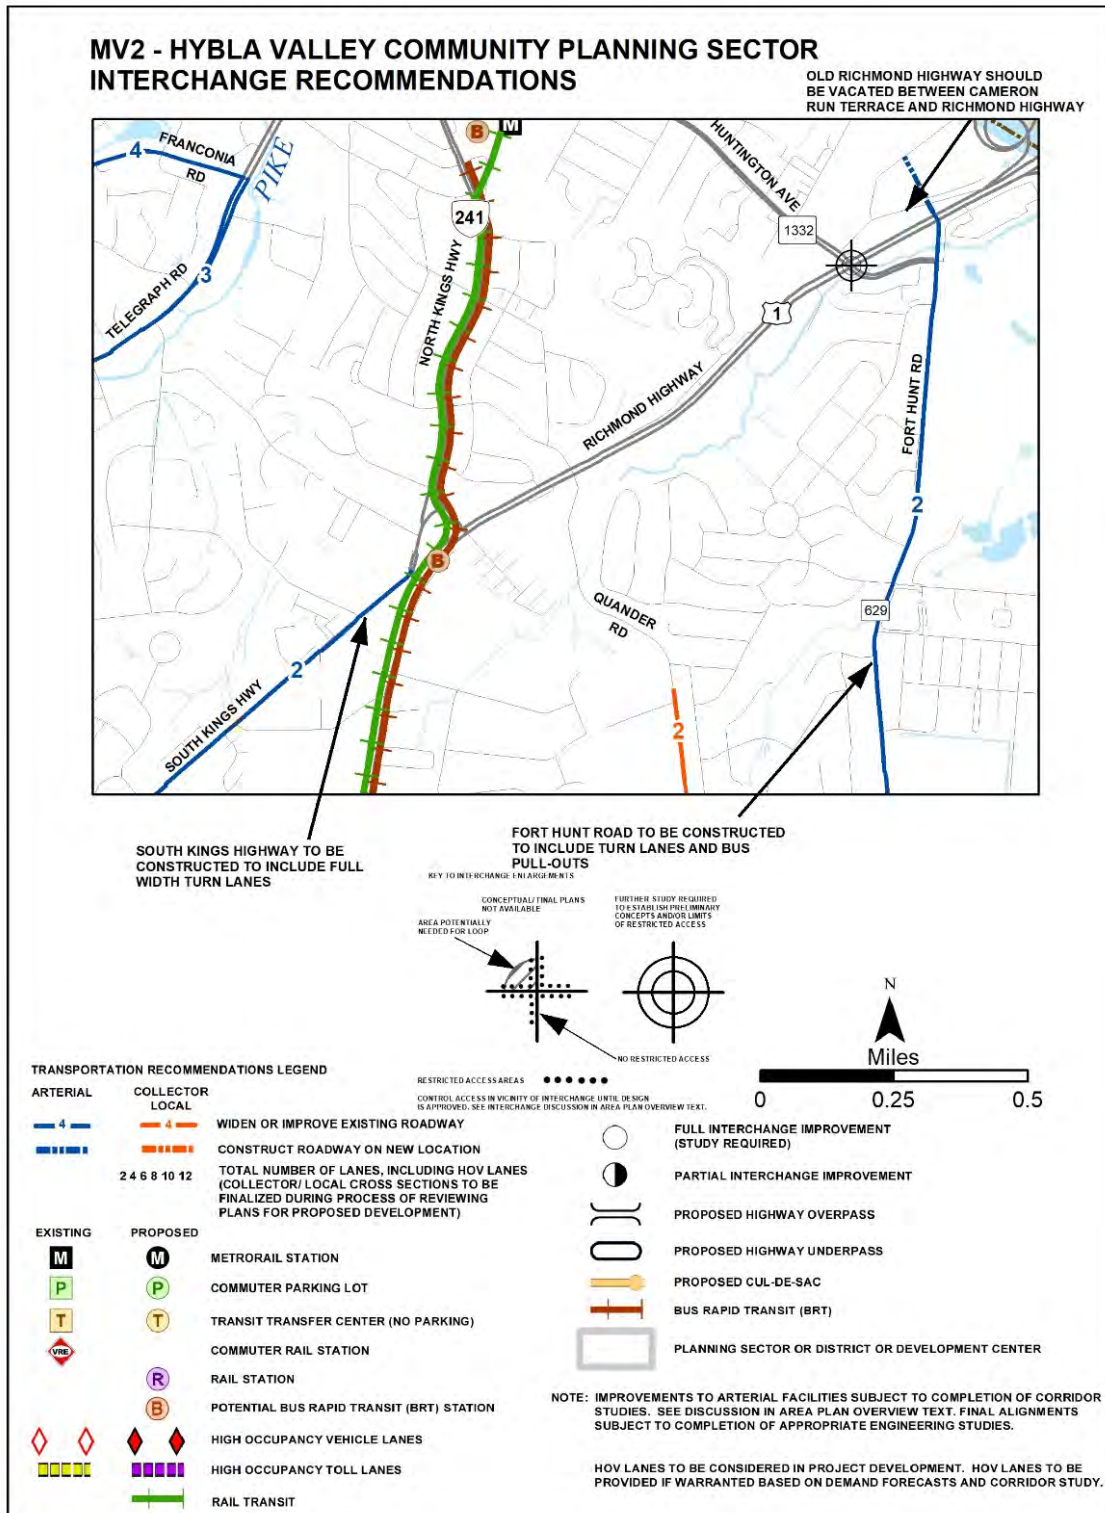 MV2 - HYBLA VALLEY COMMUNITY PLANNING SECTOR
INTERCHANGE RECOMMENDATIONS
OLD RICHMOND HIGHWAY SHOULD
BE VACATED BETWEEN CAMERON
RUN TERRACE AND RICHMOND HIGHWAY
B
M
4
FRANCONIA
RD
PIKE
HUNTINGTON AVE
241
1332
3
TELEGRAPH RD
NORTH KINGS HWY
1
RICHMOND HIGHWAY
FORT HUNT RD
2
B
QUANDER
RD
629
2
SOUTH KINGS HWY
2
SOUTH KINGS HIGHWAY TO BE
CONSTRUCTED TO INCLUDE FULL
WIDTH TURN LANES
FORT HUNT ROAD TO BE CONSTRUCTED
TO INCLUDE TURN LANES AND BUS
PULL-OUTS
KEY TO INTERCHANGE ENLARGEMENTS
CONCEPTUAL/ FINAL PLANS
NOT AVAILABLE
AREA POTENTIALLY
NEEDED FOR LOOP
FURTHER STUDY REQUIRED
TO ESTABLISH PRELIMINARY
CONCEPTS AND/OR LIMITS
OF RESTRICTED ACCESS
NO RESTRICTED ACCESS
RESTRICTED ACCESS AREAS
CONTROL ACCESS IN VICINITY OF INTERCHANGE UNTIL DESIGN
IS APPROVED. SEE INTERCHANGE DISCUSSION IN AREA PLAN OVERVIEW TEXT.
N
Miles
0 0.25 0.5
TRANSPORTATION RECOMMENDATIONS LEGEND
ARTERIAL
COLLECTOR
LOCAL
4 4 WIDEN OR IMPROVE EXISTING ROADWAY
CONSTRUCT ROADWAY ON NEW LOCATION
2 4 6 8 10 12 TOTAL NUMBER OF LANES, INCLUDING HOV LANES
(COLLECTOR/ LOCAL CROSS SECTIONS TO BE
FINALIZED DURING PROCESS OF REVIEWING
PLANS FOR PROPOSED DEVELOPMENT)
EXISTING PROPOSED
M M METRORAIL STATION
P P COMMUTER PARKING LOT
T T TRANSIT TRANSFER CENTER (NO PARKING)
VRE COMMUTER RAIL STATION
R RAIL STATION
B POTENTIAL BUS RAPID TRANSIT (BRT) STATION
HIGH OCCUPANCY VEHICLE LANES
HIGH OCCUPANCY TOLL LANES
RAIL TRANSIT
FULL INTERCHANGE IMPROVEMENT
(STUDY REQUIRED)
PARTIAL INTERCHANGE IMPROVEMENT
PROPOSED HIGHWAY OVERPASS
PROPOSED HIGHWAY UNDERPASS
PROPOSED CUL-DE-SAC
BUS RAPID TRANSIT (BRT)
PLANNING SECTOR OR DISTRICT OR DEVELOPMENT CENTER
NOTE: IMPROVEMENTS TO ARTERIAL FACILITIES SUBJECT TO COMPLETION OF CORRIDOR
STUDIES. SEE DISCUSSION IN AREA PLAN OVERVIEW TEXT. FINAL ALIGNMENTS
SUBJECT TO COMPLETION OF APPROPRIATE ENGINEERING STUDIES.
HOV LANES TO BE CONSIDERED IN PROJECT DEVELOPMENT. HOV LANES TO BE
PROVIDED IF WARRANTED BASED ON DEMAND FORECASTS AND CORRIDOR STUDY.